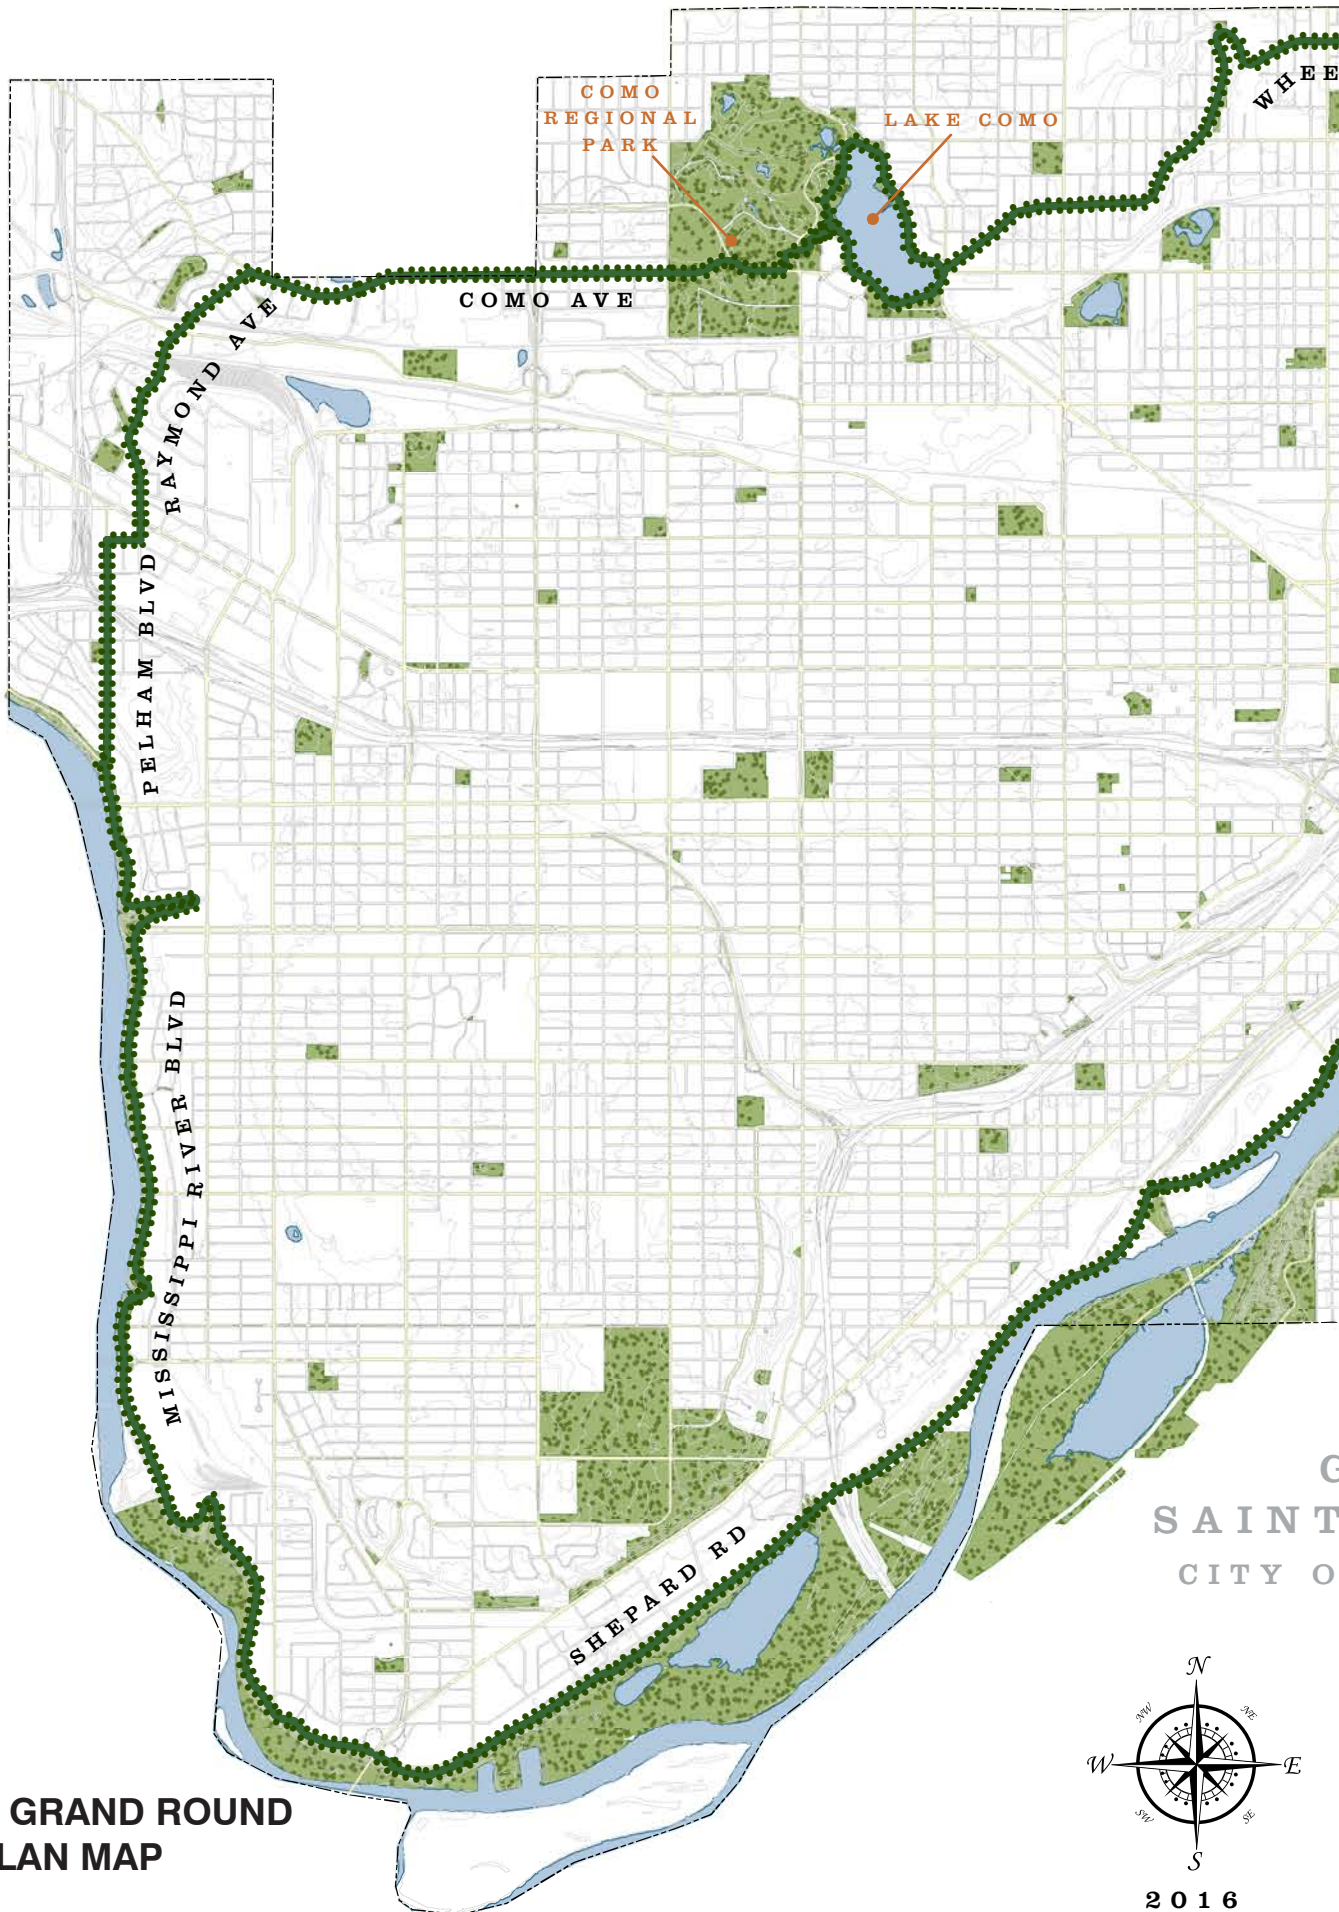 COMO
REGIONAL
PARK
LAKE COMO
WHEE
COMO AVE
RAYMOND AVE
PELHAM BLVD
MISSISSIPPI RIVER BLVD
SHEPARD RD
G
SAINT
CITY O
N
NW
NE
W
E
SW
SE
S
2016
GRAND ROUND
LAN MAP